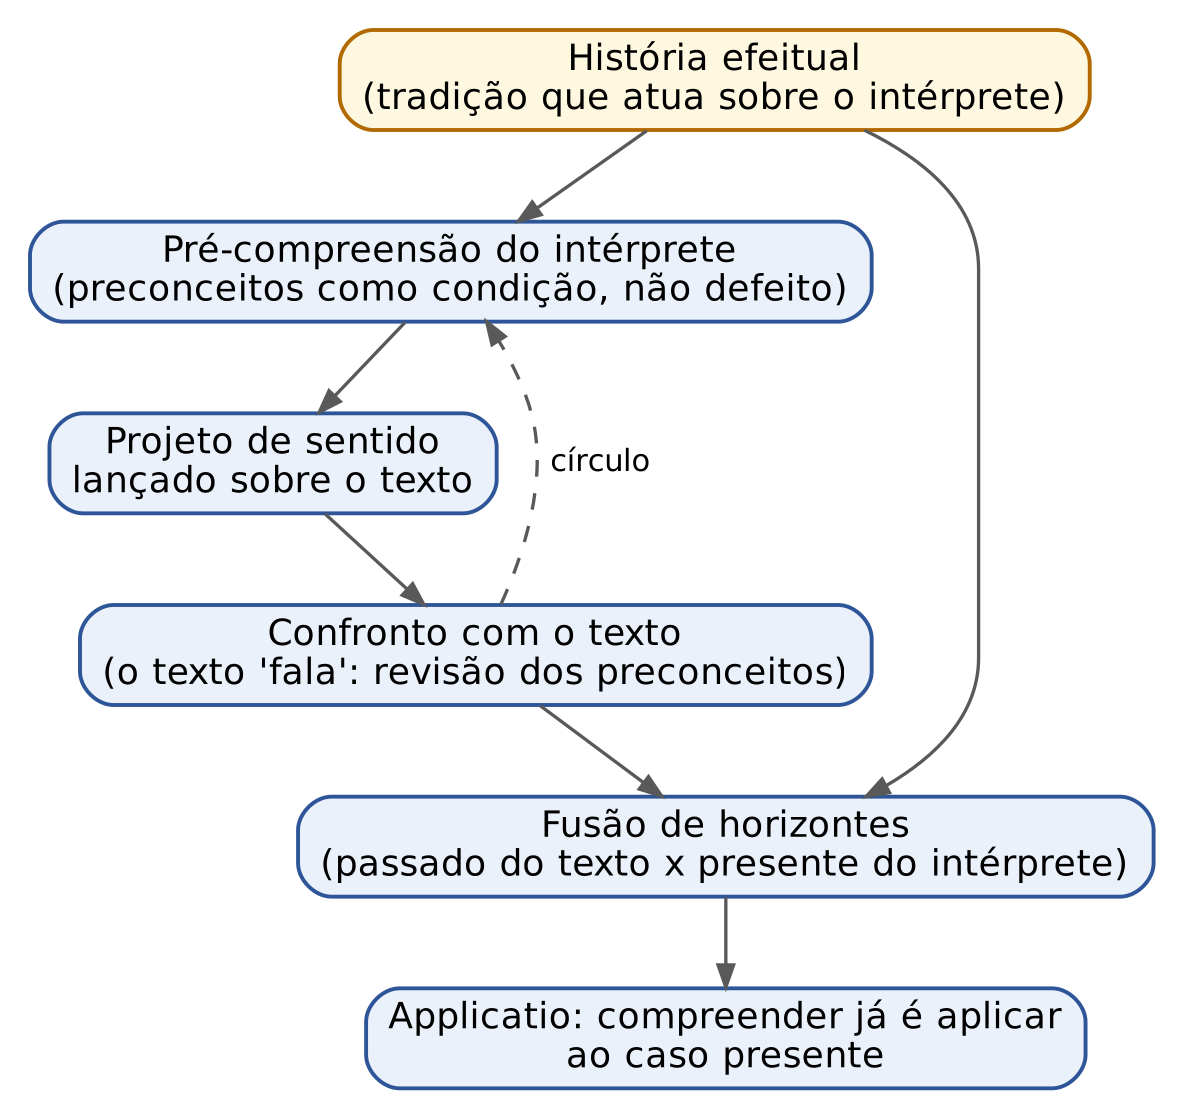 História efeitual
(tradição que atua sobre o intérprete)
Pré-compreensão do intérprete
(preconceitos como condição, não defeito)
Projeto de sentido
lançado sobre o texto
círculo
Confronto com o texto
(o texto 'fala': revisão dos preconceitos)
Fusão de horizontes
(passado do texto x presente do intérprete)
Applicatio: compreender já é aplicar
ao caso presente